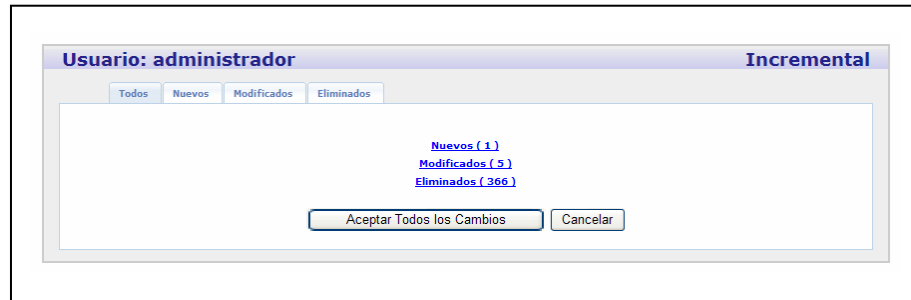 Usuario: administrador Incremental
Todos Nuevos Modificados Eliminados
Nuevos ( 1 )
Modificados ( 5 )
Eliminados ( 366 )
Aceptar Todos los Cambios Cancelar